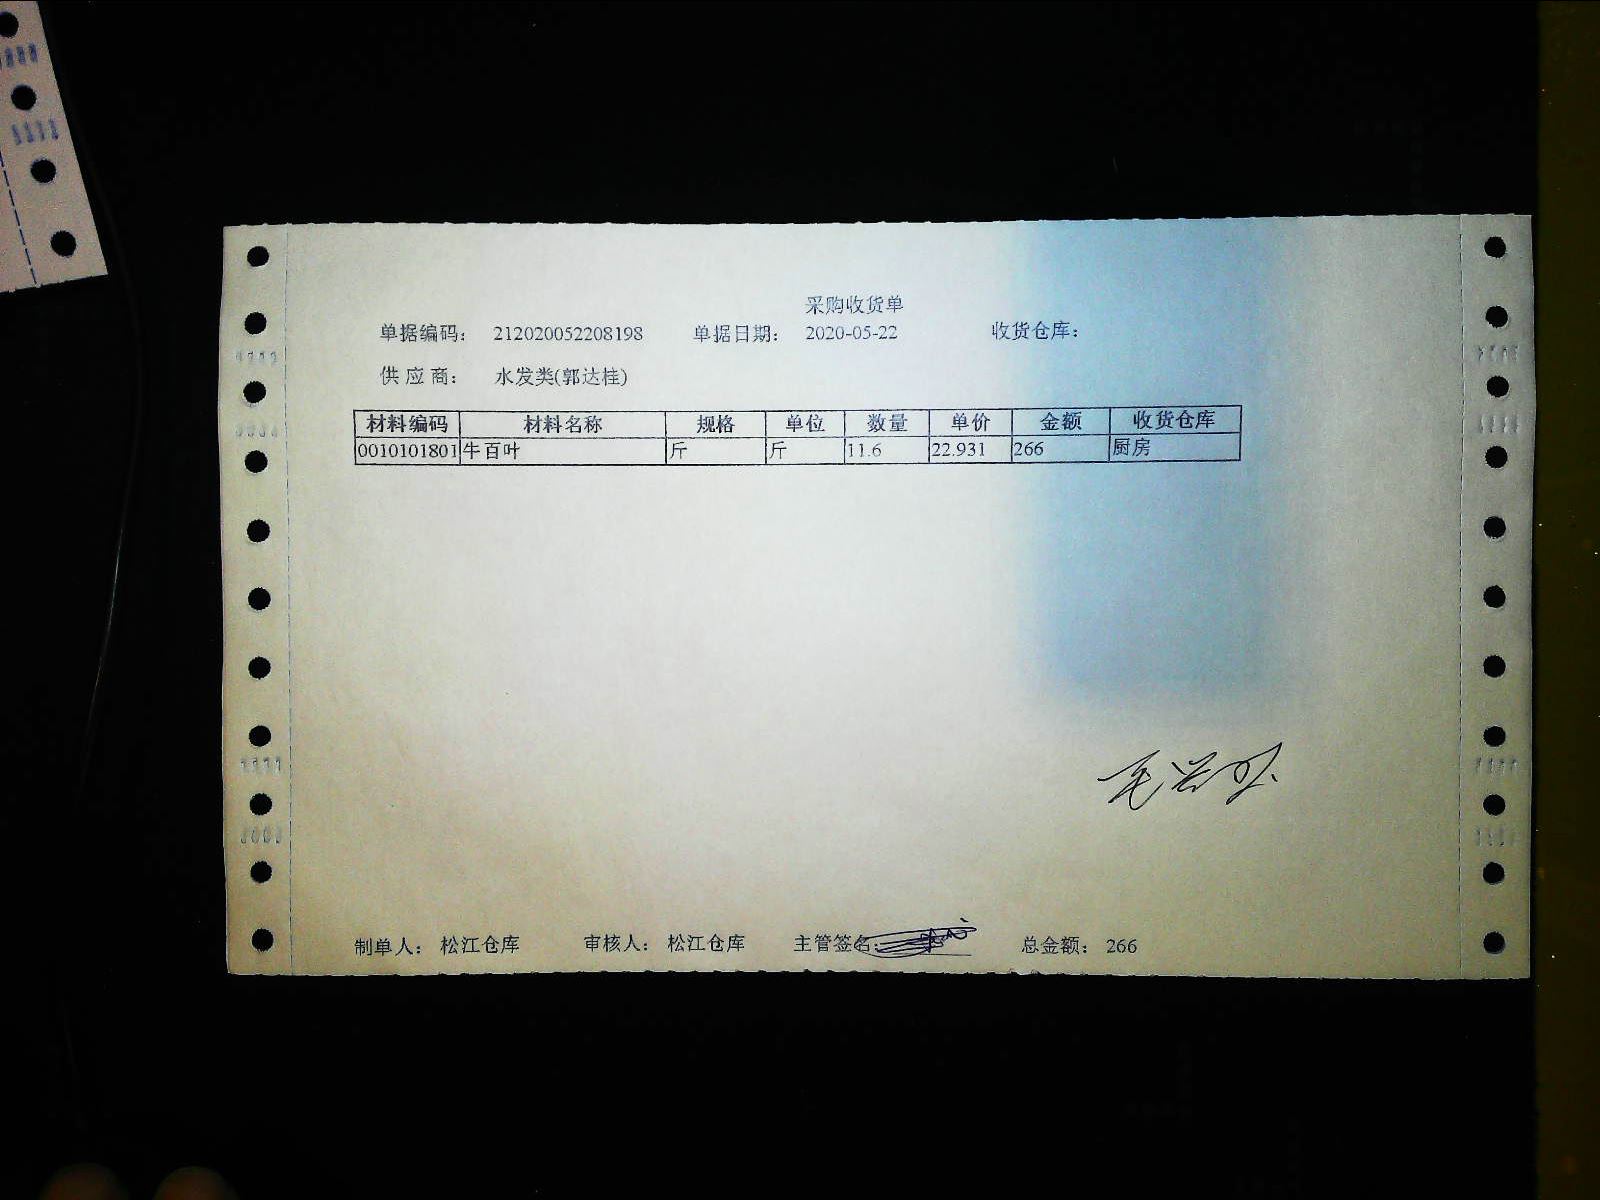 采购收货单
单据编码： 212020052208198 单据日期： 2020-05-22 收货仓库：
供 应 商： 水发类(郭达桂)
材料编码 材料名称 规格 单位 数量 单价 金额 收货仓库
0010101801 牛百叶 斤 斤 11.6 22.931 266 厨房
制单人： 松江仓库 审核人： 松江仓库 主管签名： 总金额： 266